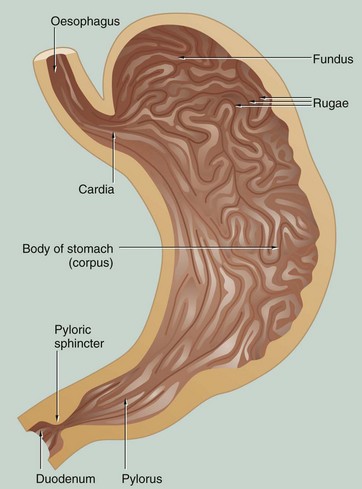 Oesophagus
Fundus
Rugae
Cardia
Body of stomach
(corpus)
Pyloric
sphincter
Duodenum
Pylorus